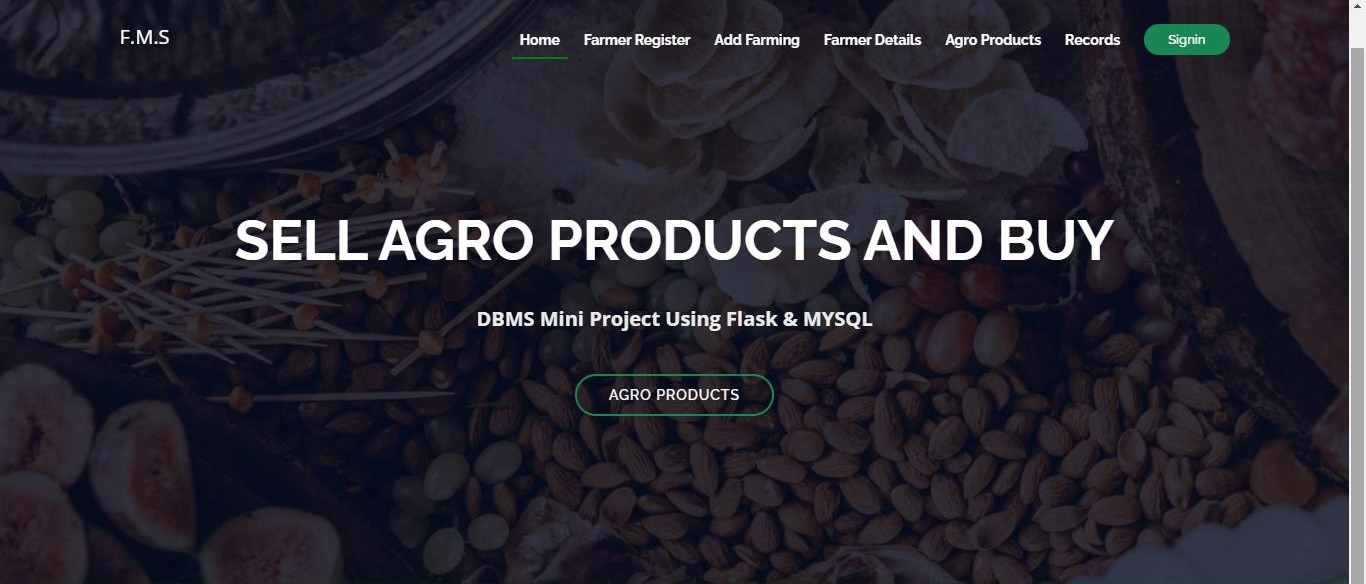 F.M.S
Home Farmer Register Add Farming Farmer Details Agro Products Records Signin
SELL AGRO PRODUCTS AND BUY
DBMS Mini Project Using Flask & MYSQL
AGRO PRODUCTS